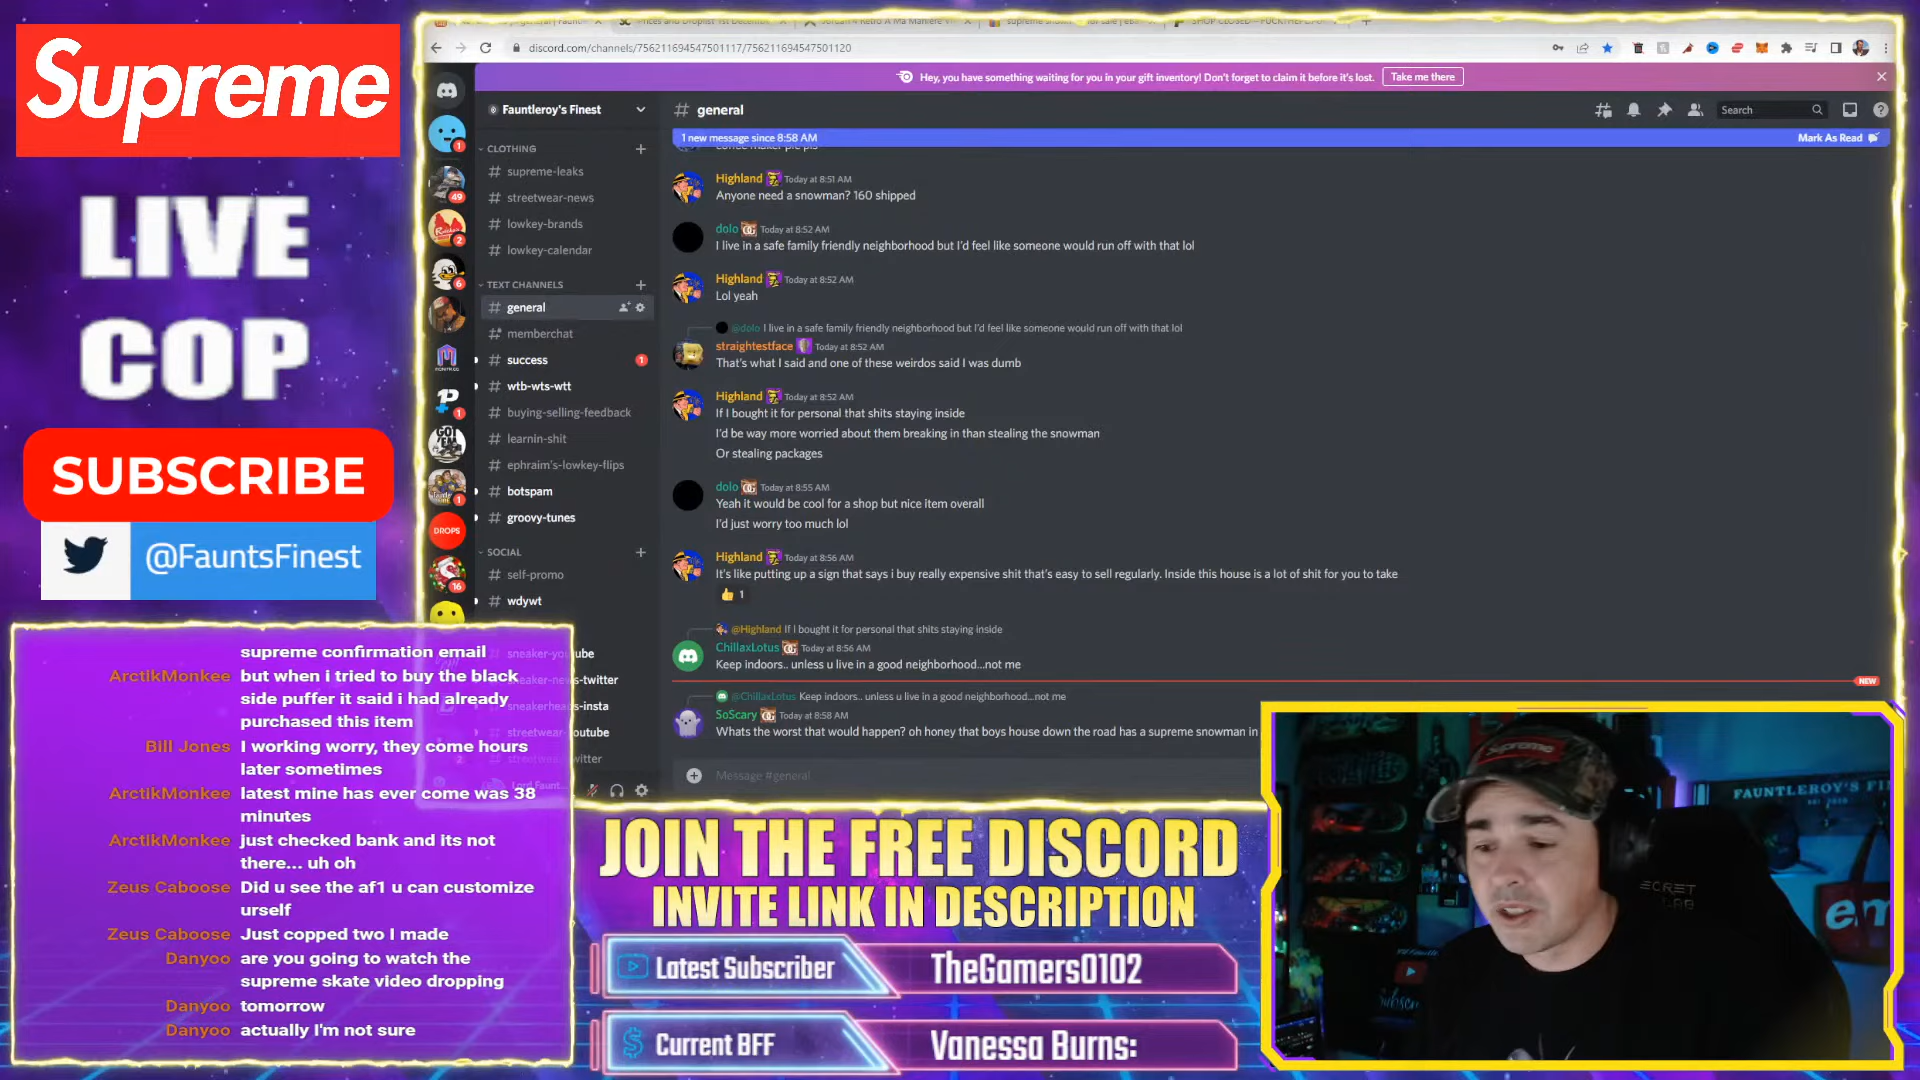 Supreme
LIVE
COP
SUBSCRIBE
@FauntsFinest
discord.com/channels/756211694547501117/756211694547501120
Hey, you have something waiting for you in your gift inventory! Don't forget to claim it before it's lost.
Take me there
Fauntleroy's Finest
# general
Search
1 new message since 8:58 AM
Mark As Read
CLOTHING
# supreme-leaks
# streetwear-news
# lowkey-brands
# lowkey-calendar
TEXT CHANNELS
# general
# memberchat
# success 1
# wtb-wts-wtt
# buying-selling-feedback
# learnin-shit
# ephraim's-lowkey-flips
# botspam
# groovy-tunes
SOCIAL
# self-promo
# wdywt
DROPS
Highland Today at 8:51 AM
Anyone need a snowman? 160 shipped
dolo Today at 8:52 AM
I live in a safe family friendly neighborhood but I'd feel like someone would run off with that lol
Highland Today at 8:52 AM
Lol yeah
@dolo I live in a safe family friendly neighborhood but I'd feel like someone would run off with that lol
straightestface Today at 8:52 AM
That's what I said and one of these weirdos said I was dumb
Highland Today at 8:52 AM
If I bought it for personal that shits staying inside
I'd be way more worried about them breaking in than stealing the snowman
Or stealing packages
dolo Today at 8:55 AM
Yeah it would be cool for a shop but nice item overall
I'd just worry too much lol
Highland Today at 8:56 AM
It's like putting up a sign that says i buy really expensive shit that's easy to sell regularly. Inside this house is a lot of shit for you to take
1
@Highland If I bought it for personal that shits staying inside
ChillaxLotus Today at 8:56 AM
Keep indoors.. unless u live in a good neighborhood...not me
NEW
@ChillaxLotus Keep indoors.. unless u live in a good neighborhood...not me
SoScary Today at 8:58 AM
Whats the worst that would happen? oh honey that boys house down the road has a supreme snowman in
Message #general
supreme confirmation email
ArctikMonkee but when i tried to buy the black
side puffer it said i had already
purchased this item
Bill Jones I working worry, they come hours
later sometimes
ArctikMonkee latest mine has ever come was 38
minutes
ArctikMonkee just checked bank and its not
there... uh oh
Zeus Caboose Did u see the af1 u can customize
urself
Zeus Caboose Just copped two I made
Danyoo are you going to watch the
supreme skate video dropping
Danyoo tomorrow
Danyoo actually I'm not sure
JOIN THE FREE DISCORD
INVITE LINK IN DESCRIPTION
Latest Subscriber
TheGamers0102
Current BFF
Vanessa Burns:
Supreme
FAUNTLEROY'S FI